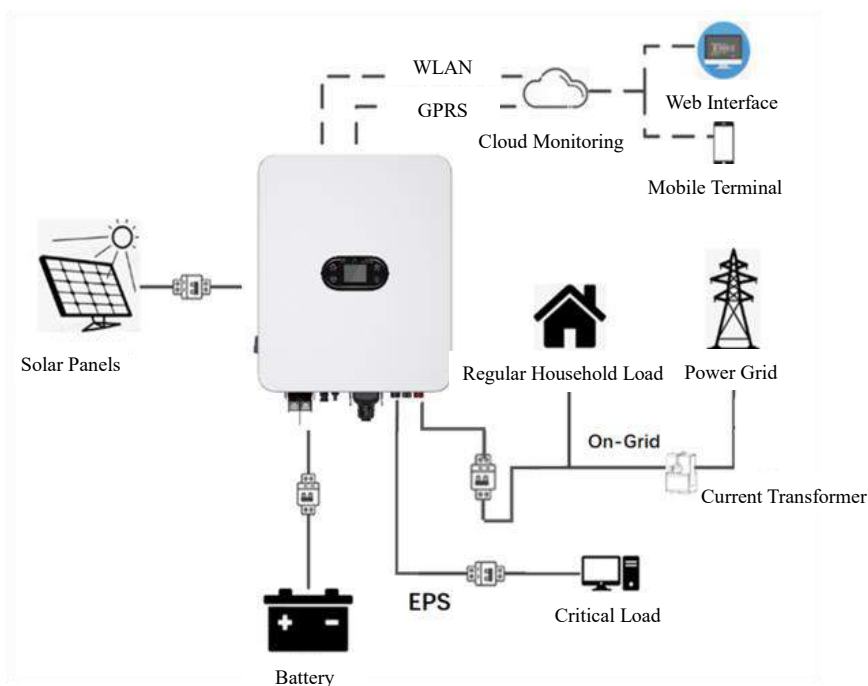 WLAN
GPRS
Cloud Monitoring
Web Interface
Mobile Terminal
Solar Panels
Regular Household Load
Power Grid
On-Grid
Current Transformer
EPS
Critical Load
Battery